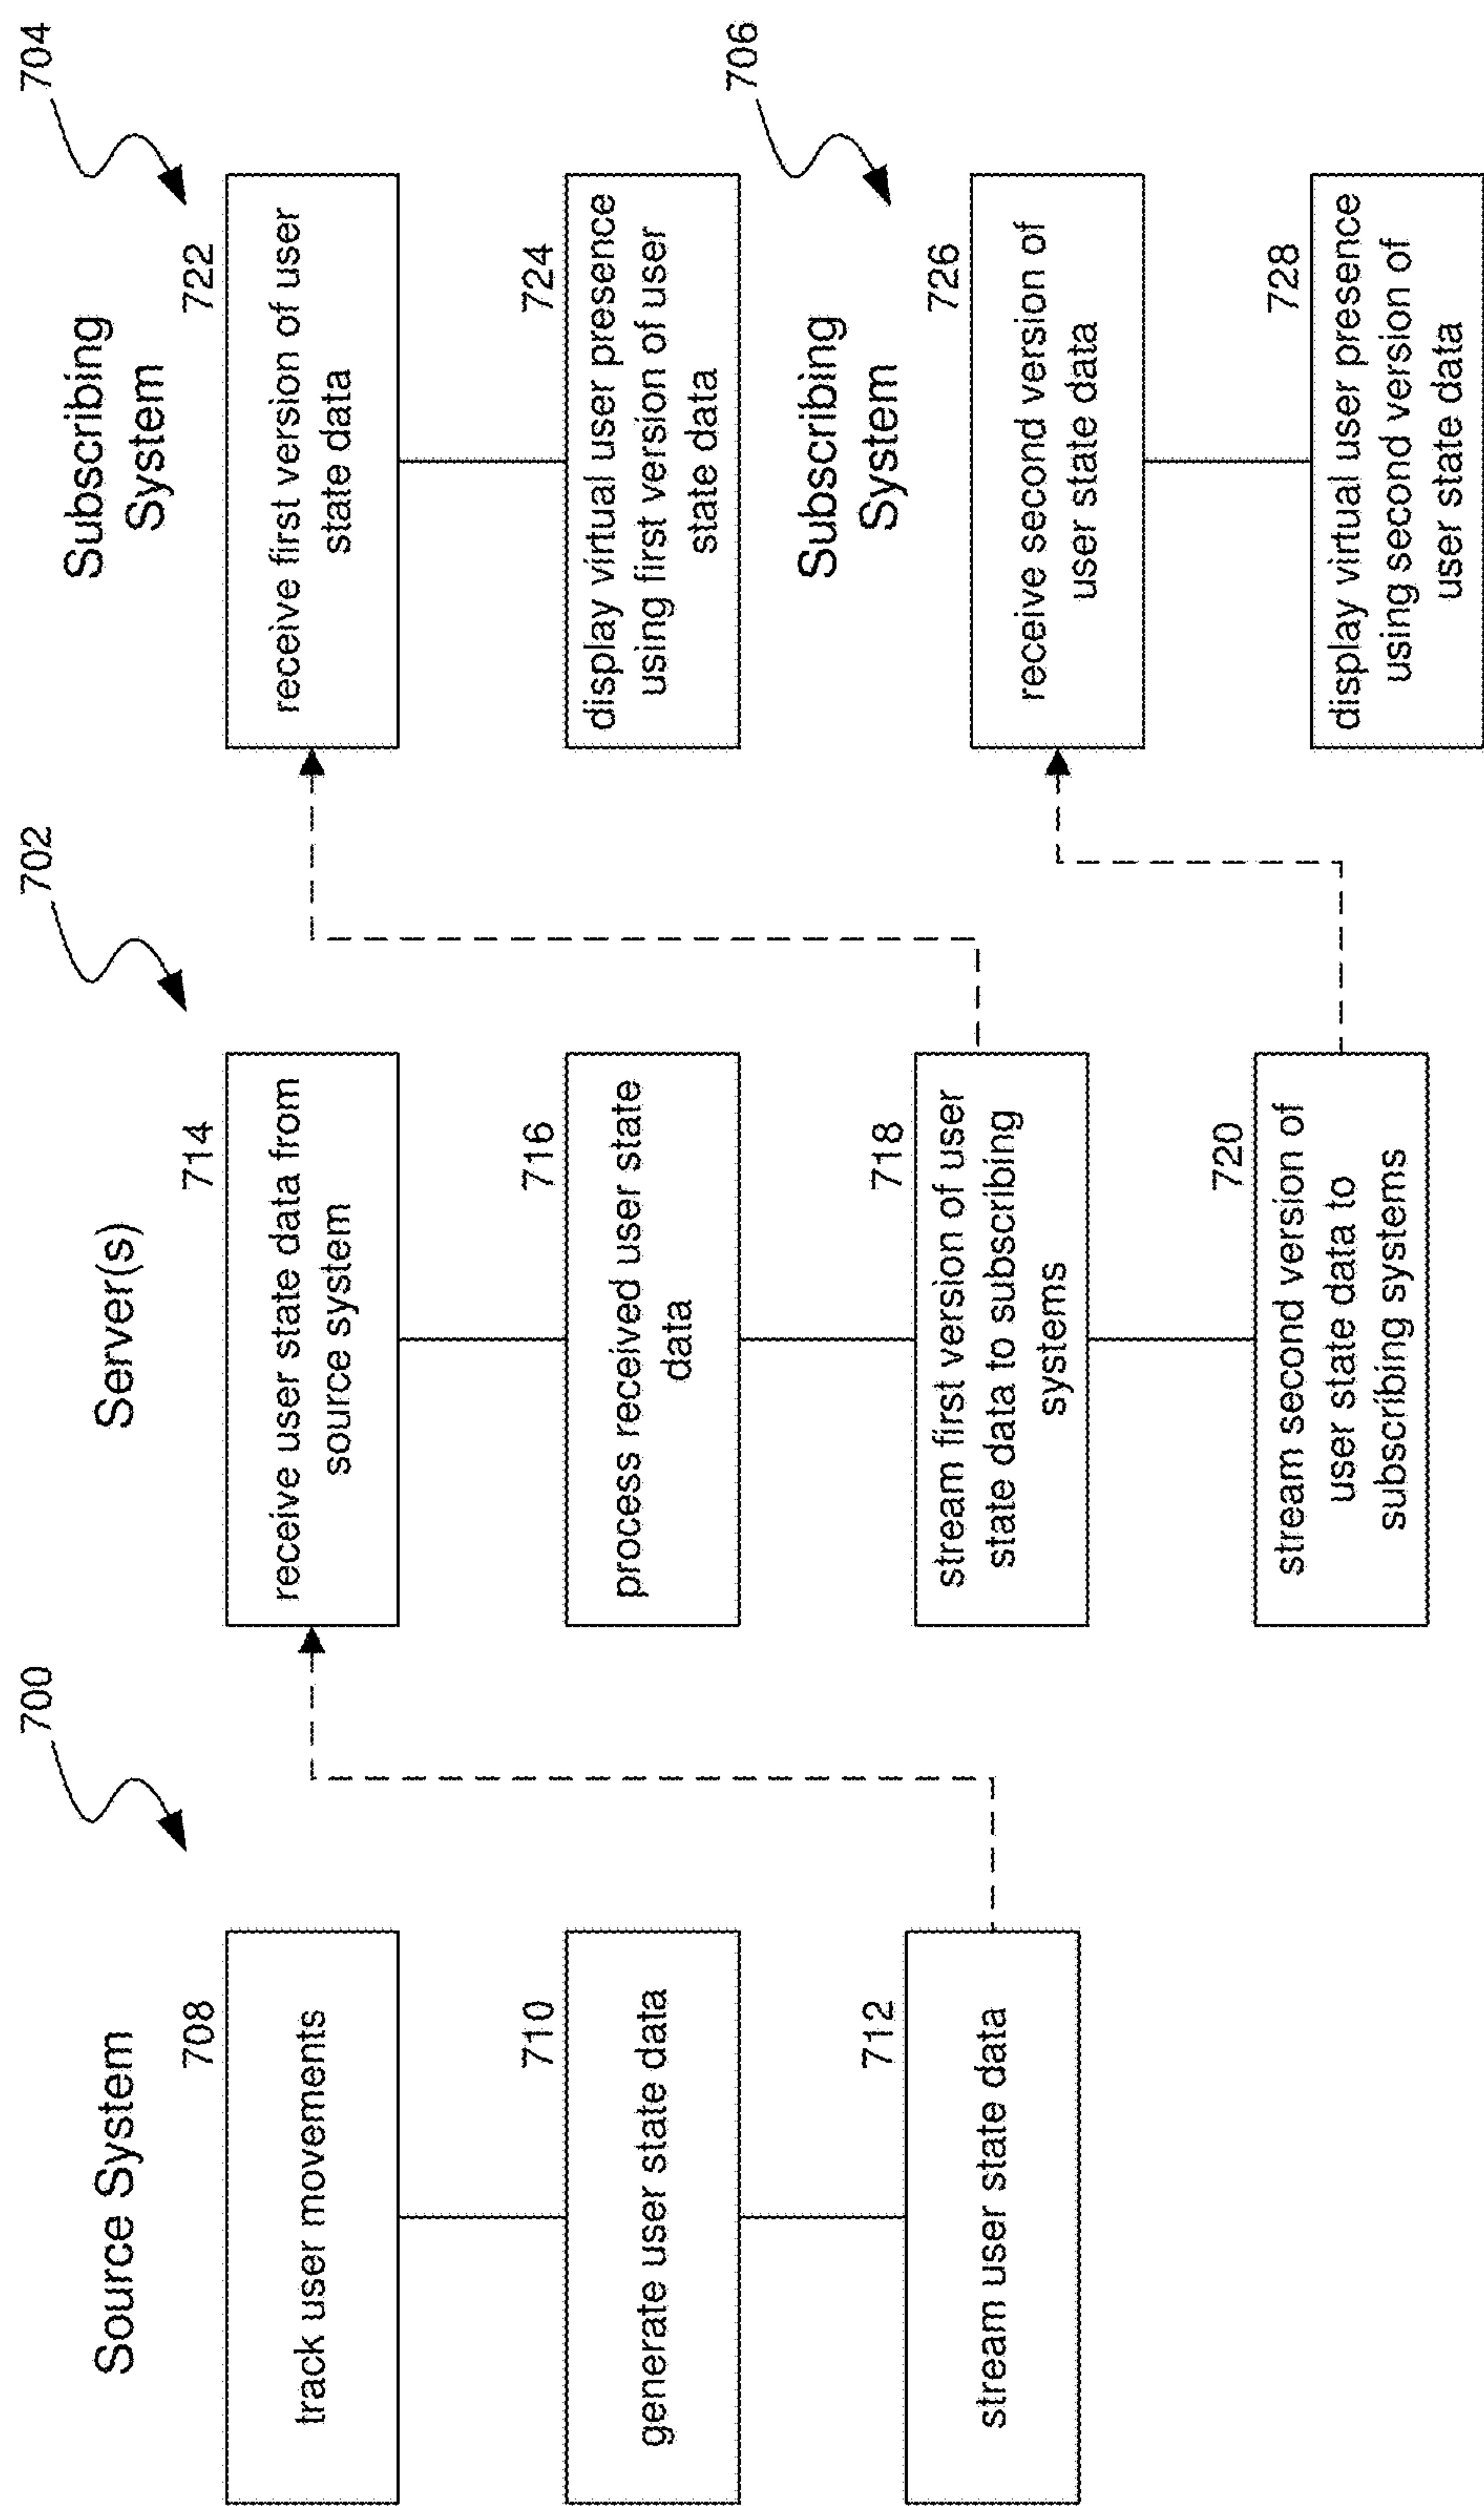 700
Source System
708
track user movements
710
generate user state data
712
stream user state data
702
Server(s)
714
receive user state data from
source system
716
process received user state
data
718
stream first version of user
state data to subscribing
systems
720
stream second version of
user state data to
subscribing systems
704
Subscribing
System
722
receive first version of user
state data
724
display virtual user presence
using first version of user
state data
706
Subscribing
System
726
receive second version of
user state data
728
display virtual user presence
using second version of
user state data